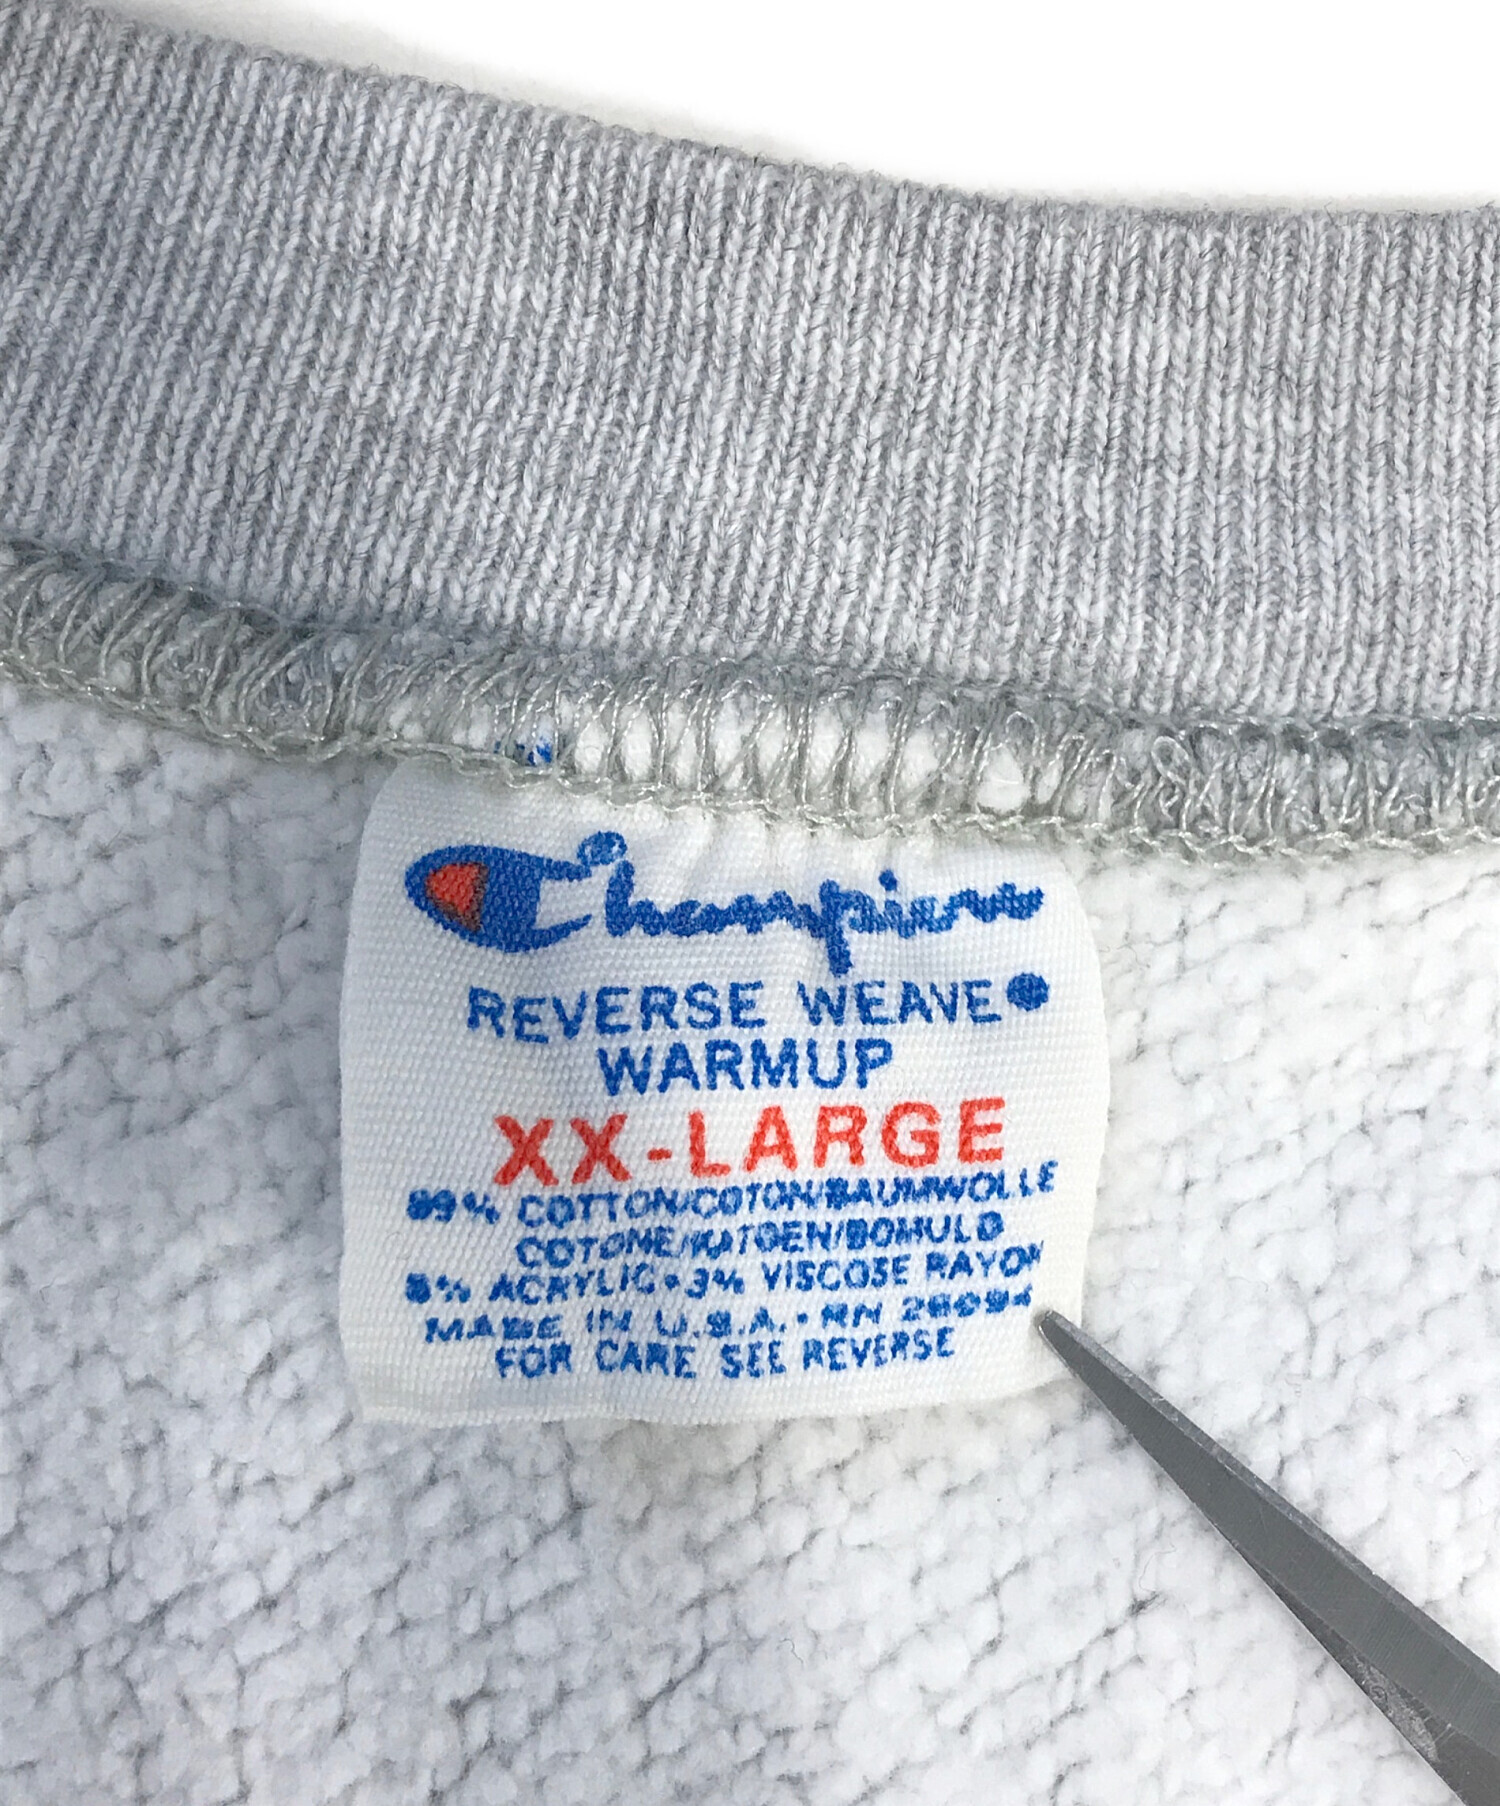 Champion
REVERSE WEAVE
WARMUP
XX-LARGE
89% COTTON/COTON/BAUMWOLLE
COTONE/KATOEN/BOMULD
8% ACRYLIC•3% VISCOSE RAYON
MADE IN U.S.A.•RN 26094
FOR CARE SEE REVERSE